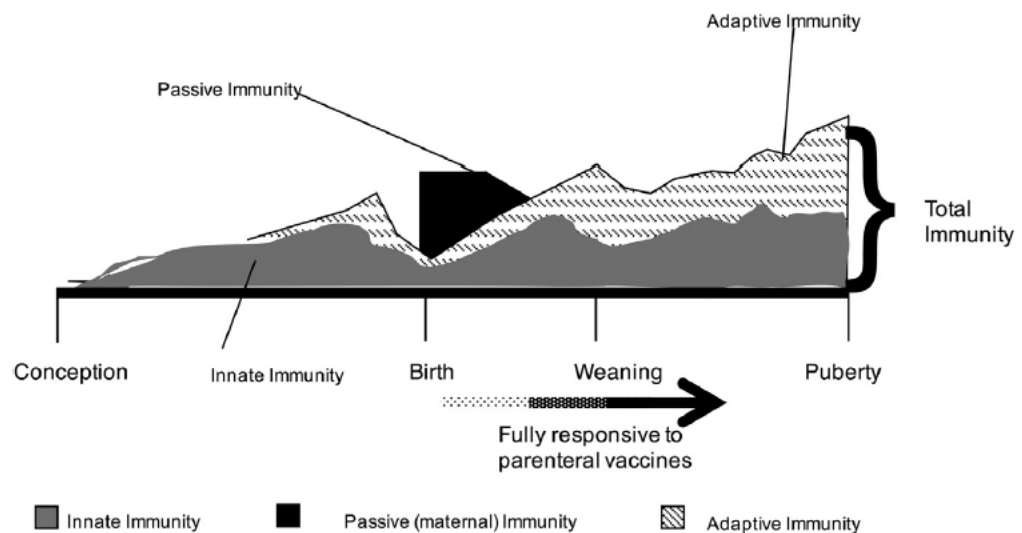 Adaptive Immunity
Passive Immunity
Total
Immunity
Conception
Innate Immunity
Birth
Weaning
Puberty
Fully responsive to
parenteral vaccines
Innate Immunity
Passive (maternal) Immunity
Adaptive Immunity